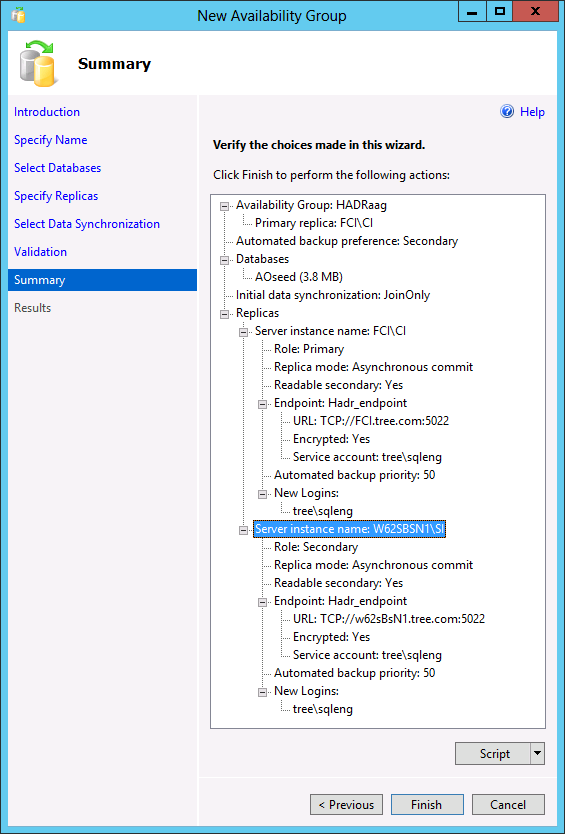 New Availability Group
Summary
Introduction
Specify Name
Select Databases
Specify Replicas
Select Data Synchronization
Validation
Summary
Results
Help
Verify the choices made in this wizard.
Click Finish to perform the following actions:
Availability Group: HADRaag
Primary replica: FCI\CI
Automated backup preference: Secondary
Databases
AOseed (3.8 MB)
Initial data synchronization: JoinOnly
Replicas
Server instance name: FCI\CI
Role: Primary
Replica mode: Asynchronous commit
Readable secondary: Yes
Endpoint: Hadr_endpoint
URL: TCP://FCI.tree.com:5022
Encrypted: Yes
Service account: tree\sqleng
Automated backup priority: 50
New Logins:
tree\sqleng
Server instance name: W62SBSN1\SI
Role: Secondary
Replica mode: Asynchronous commit
Readable secondary: Yes
Endpoint: Hadr_endpoint
URL: TCP://w62sBsN1.tree.com:5022
Encrypted: Yes
Service account: tree\sqleng
Automated backup priority: 50
New Logins:
tree\sqleng
Script
< Previous
Finish
Cancel